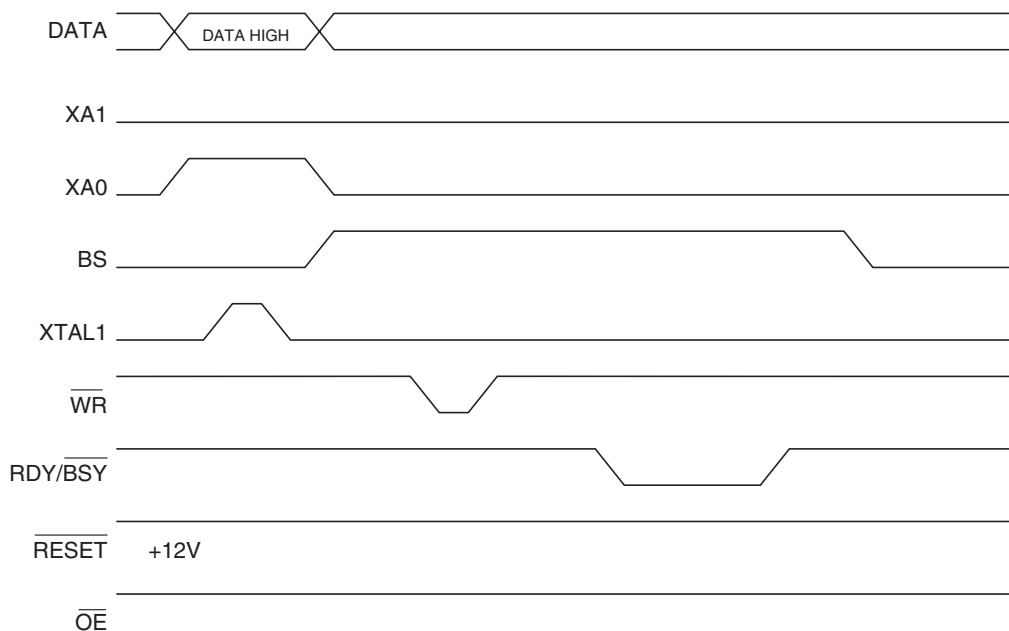 DATA
DATA HIGH
XA1
XA0
BS
XTAL1
WR
RDY/BSY
RESET +12V
OE